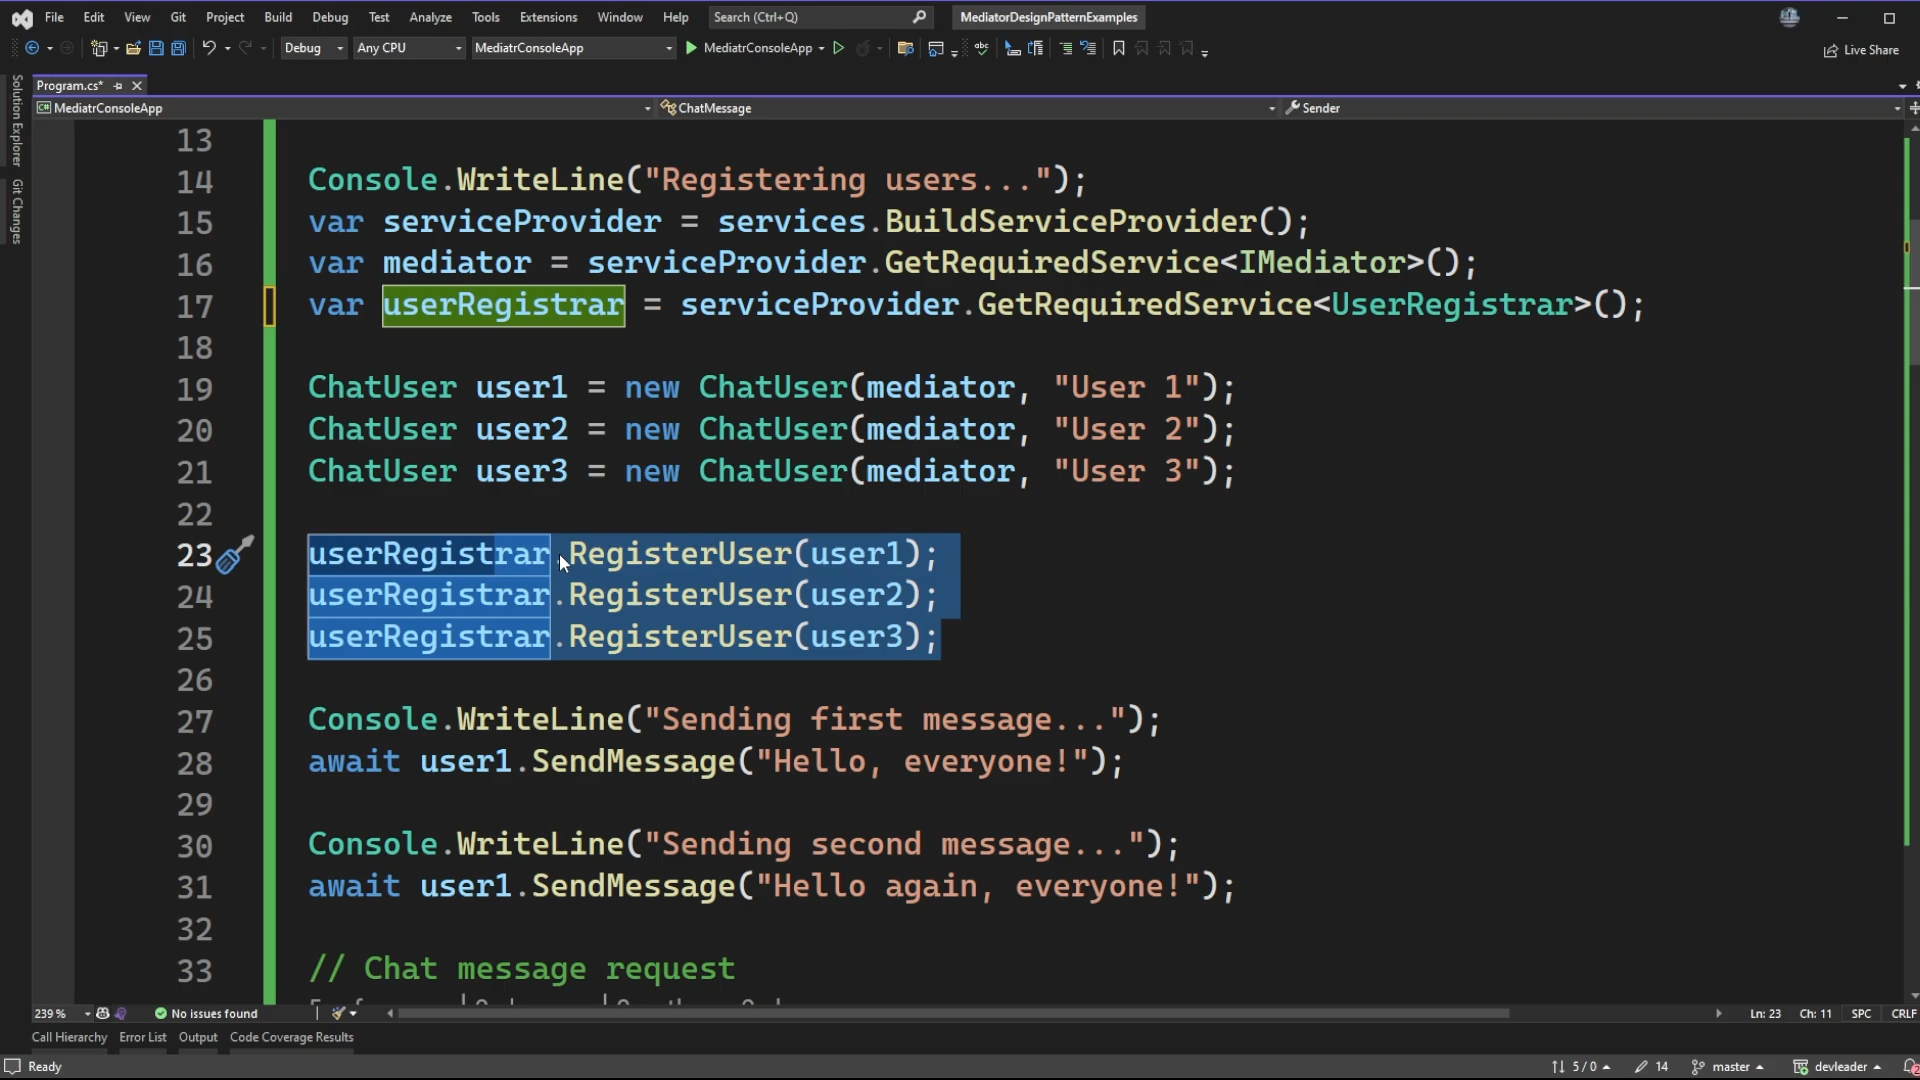 File Edit View Git Project Build Debug Test Analyze Tools Extensions Window Help Search (Ctrl+Q) MediatorDesignPatternExamples
Debug Any CPU MediatrConsoleApp MediatrConsoleApp Live Share
Solution Explorer
Git Changes
Program.cs*
MediatrConsoleApp ChatMessage Sender
13
14 Console.WriteLine("Registering users...");
15 var serviceProvider = services.BuildServiceProvider();
16 var mediator = serviceProvider.GetRequiredService<IMediator>();
17 var userRegistrar = serviceProvider.GetRequiredService<UserRegistrar>();
18
19 ChatUser user1 = new ChatUser(mediator, "User 1");
20 ChatUser user2 = new ChatUser(mediator, "User 2");
21 ChatUser user3 = new ChatUser(mediator, "User 3");
22
23 userRegistrar.RegisterUser(user1);
24 userRegistrar.RegisterUser(user2);
25 userRegistrar.RegisterUser(user3);
26
27 Console.WriteLine("Sending first message...");
28 await user1.SendMessage("Hello, everyone!");
29
30 Console.WriteLine("Sending second message...");
31 await user1.SendMessage("Hello again, everyone!");
32
33 // Chat message request
239 % No issues found Ln: 23 Ch: 11 SPC CRLF
Call Hierarchy Error List Output Code Coverage Results
Ready 5 / 0 14 master devleader